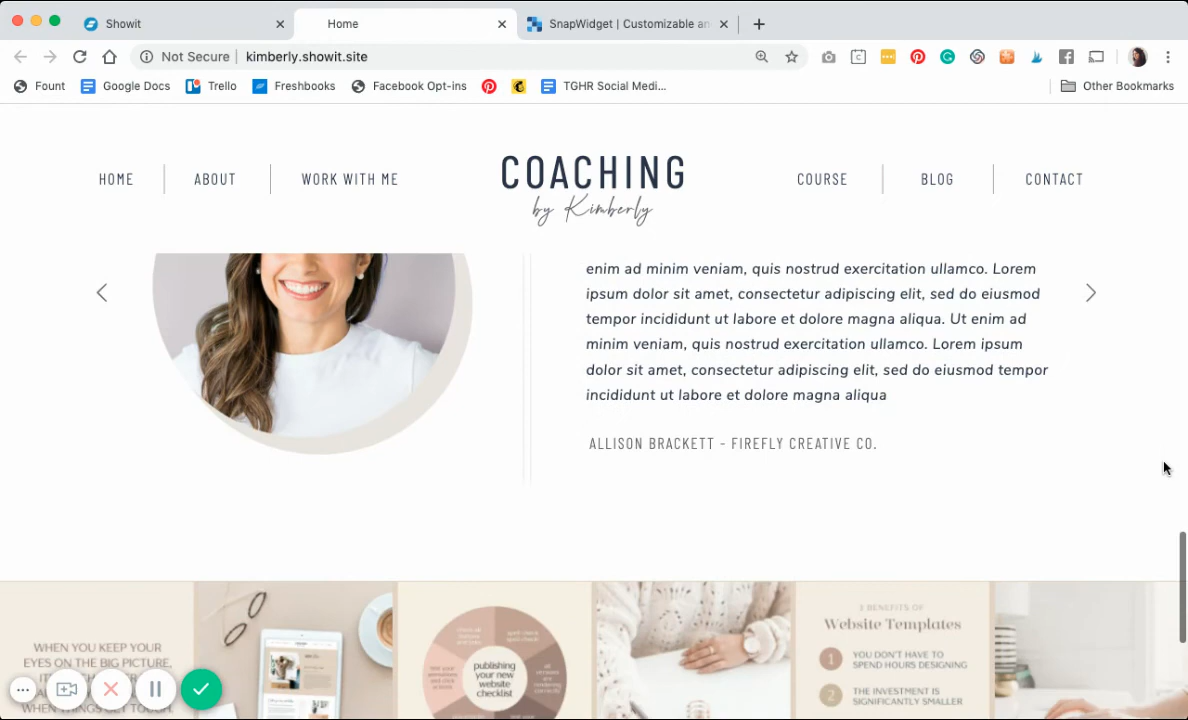 Showit
Home
SnapWidget | Customizable an
Not Secure
kimberly.showit.site
Fount
Google Docs
Trello
Freshbooks
Facebook Opt-ins
TGHR Social Medi...
Other Bookmarks
HOME
ABOUT
WORK WITH ME
COACHING
by Kimberly
COURSE
BLOG
CONTACT
enim ad minim veniam, quis nostrud exercitation ullamco. Lorem
ipsum dolor sit amet, consectetur adipiscing elit, sed do eiusmod
tempor incididunt ut labore et dolore magna aliqua. Ut enim ad
minim veniam, quis nostrud exercitation ullamco. Lorem ipsum
dolor sit amet, consectetur adipiscing elit, sed do eiusmod tempor
incididunt ut labore et dolore magna aliqua
ALLISON BRACKETT - FIREFLY CREATIVE CO.
WHEN YOU KEEP YOUR
EYES ON THE BIG PICTURE,
WHEN THINGS GET TOUGH.
publishing
your new
website
checklist
3 BENEFITS OF
Website Templates
1
YOU DON'T HAVE TO
SPEND HOURS DESIGNING
2
THE INVESTMENT IS
SIGNIFICANTLY SMALLER